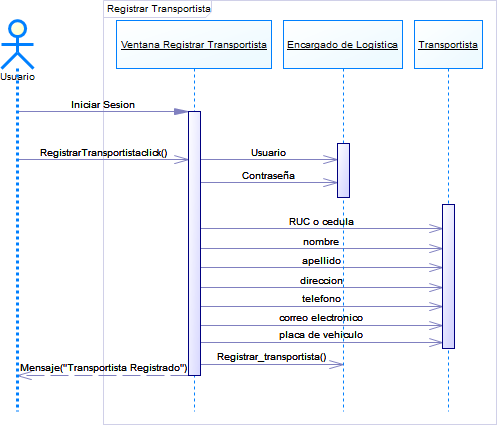 Registrar Transportista
Ventana Registrar Transportista
Encargado de Logistica
Transportista
Usuario
Iniciar Sesion
RegistrarTransportistaclick()
Usuario
Contraseña
RUC o cedula
nombre
apellido
direccion
telefono
correo electronico
placa de vehiculo
Registrar_transportista()
Mensaje("Transportista Registrado")